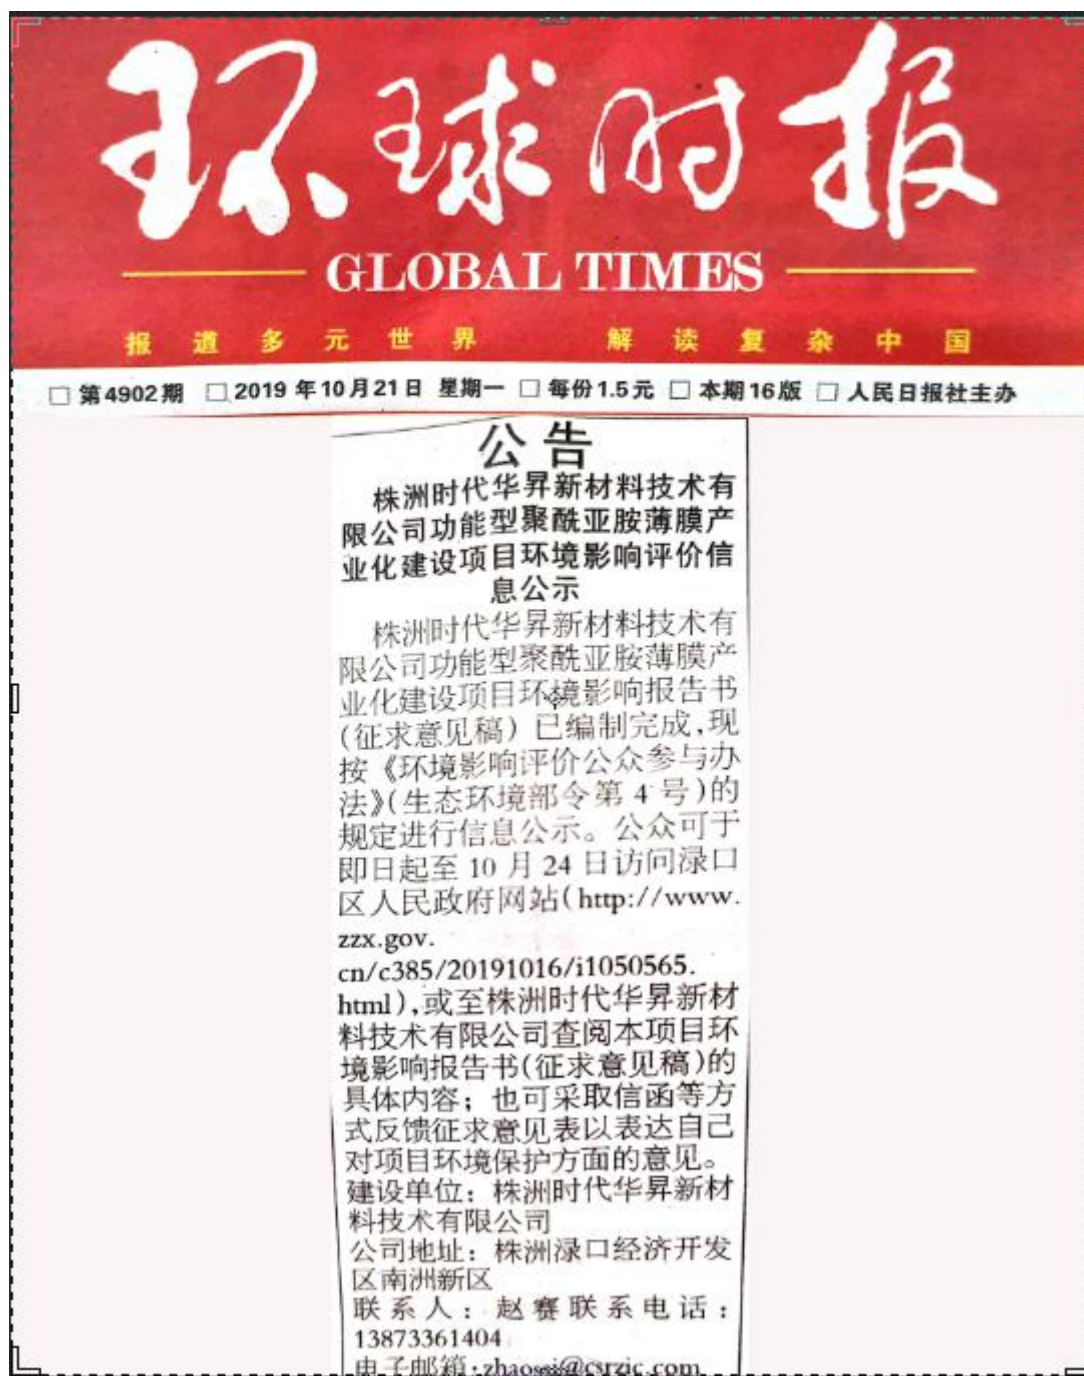 环球时报
GLOBAL TIMES
报道多元世界 解读复杂中国
□ 第4902期 □ 2019年10月21日 星期一 □ 每份1.5元 □ 本期16版 □ 人民日报社主办
公告
株洲时代华昇新材料技术有
限公司功能型聚酰亚胺薄膜产
业化建设项目环境影响评价信
息公示
株洲时代华昇新材料技术有
限公司功能型聚酰亚胺薄膜产
业化建设项目环境影响报告书
(征求意见稿)已编制完成,现
按《环境影响评价公众参与办
法》(生态环境部令第 4 号)的
规定进行信息公示。公众可于
即日起至 10 月 24 日访问渌口
区人民政府网站(http://www.
zzx.gov.
cn/c385/20191016/i1050565.
html),或至株洲时代华昇新材
料技术有限公司查阅本项目环
境影响报告书(征求意见稿)的
具体内容；也可采取信函等方
式反馈征求意见表以表达自己
对项目环境保护方面的意见。
建设单位：株洲时代华昇新材
料技术有限公司
公司地址：株洲渌口经济开发
区南洲新区
联系人：赵赛联系电话：
13873361404
电子邮箱: